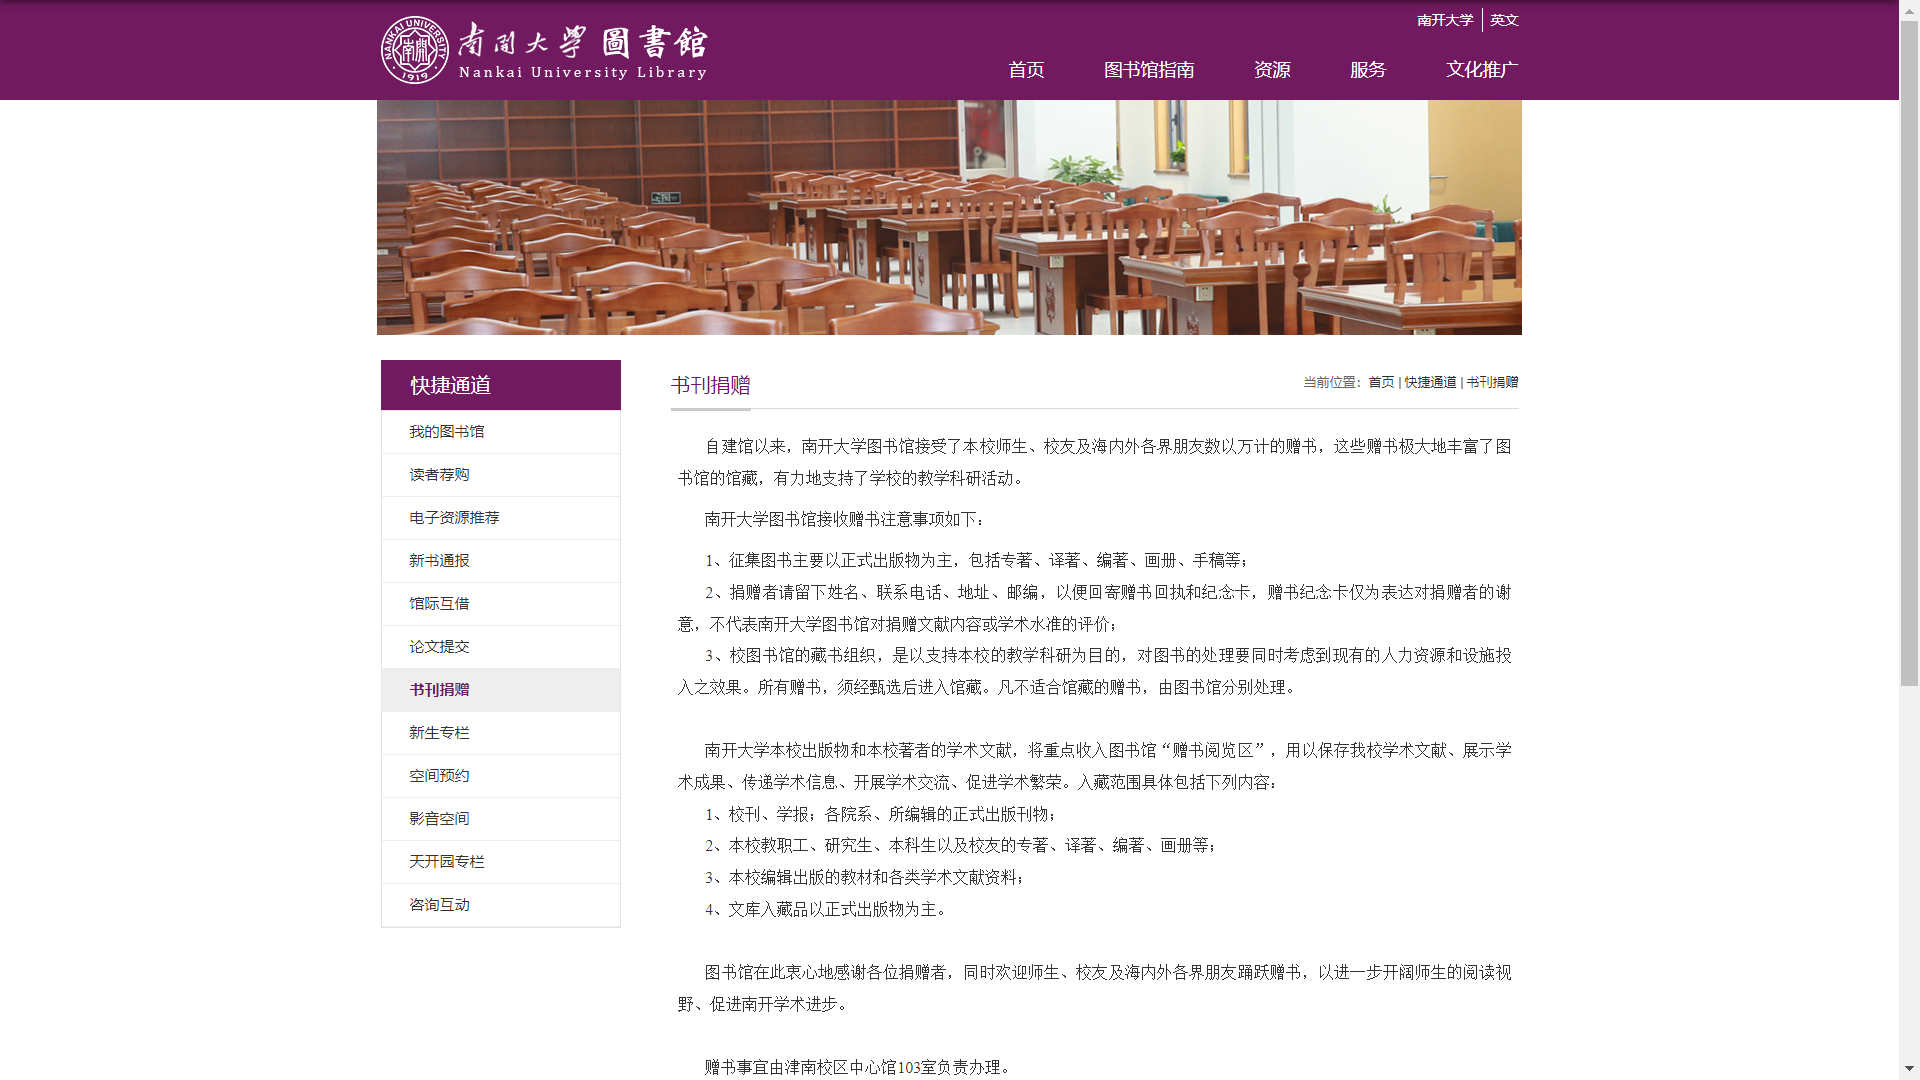 南开大学 英文
NANKAI UNIVERSITY 1919 南開大學 圖書館
Nankai University Library
首页 图书馆指南 资源 服务 文化推广
快捷通道
我的图书馆
读者荐购
电子资源推荐
新书通报
馆际互借
论文提交
书刊捐赠
新生专栏
空间预约
影音空间
天开园专栏
咨询互动
书刊捐赠
当前位置： 首页 | 快捷通道 | 书刊捐赠
自建馆以来，南开大学图书馆接受了本校师生、校友及海内外各界朋友数以万计的赠书，这些赠书极大地丰富了图
书馆的馆藏，有力地支持了学校的教学科研活动。
南开大学图书馆接收赠书注意事项如下：
1、征集图书主要以正式出版物为主，包括专著、译著、编著、画册、手稿等；
2、捐赠者请留下姓名、联系电话、地址、邮编，以便回寄赠书回执和纪念卡，赠书纪念卡仅为表达对捐赠者的谢
意，不代表南开大学图书馆对捐赠文献内容或学术水准的评价；
3、校图书馆的藏书组织，是以支持本校的教学科研为目的，对图书的处理要同时考虑到现有的人力资源和设施投
入之效果。所有赠书，须经甄选后进入馆藏。凡不适合馆藏的赠书，由图书馆分别处理。
南开大学本校出版物和本校著者的学术文献，将重点收入图书馆“赠书阅览区”，用以保存我校学术文献、展示学
术成果、传递学术信息、开展学术交流、促进学术繁荣。入藏范围具体包括下列内容：
1、校刊、学报；各院系、所编辑的正式出版刊物；
2、本校教职工、研究生、本科生以及校友的专著、译著、编著、画册等；
3、本校编辑出版的教材和各类学术文献资料；
4、文库入藏品以正式出版物为主。
图书馆在此衷心地感谢各位捐赠者，同时欢迎师生、校友及海内外各界朋友踊跃赠书，以进一步开阔师生的阅读视
野、促进南开学术进步。
赠书事宜由津南校区中心馆103室负责办理。